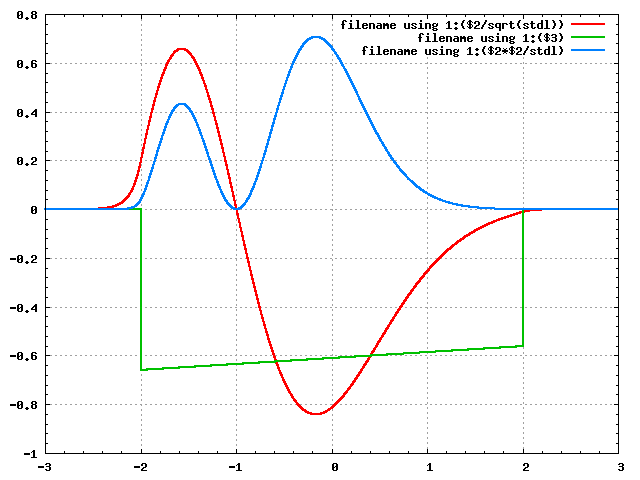 filename using 1:($2/sqrt(stdl))
filename using 1:($3)
filename using 1:($2*$2/stdl)
0.8
0.6
0.4
0.2
0
-0.2
-0.4
-0.6
-0.8
-1
-3 -2 -1 0 1 2 3